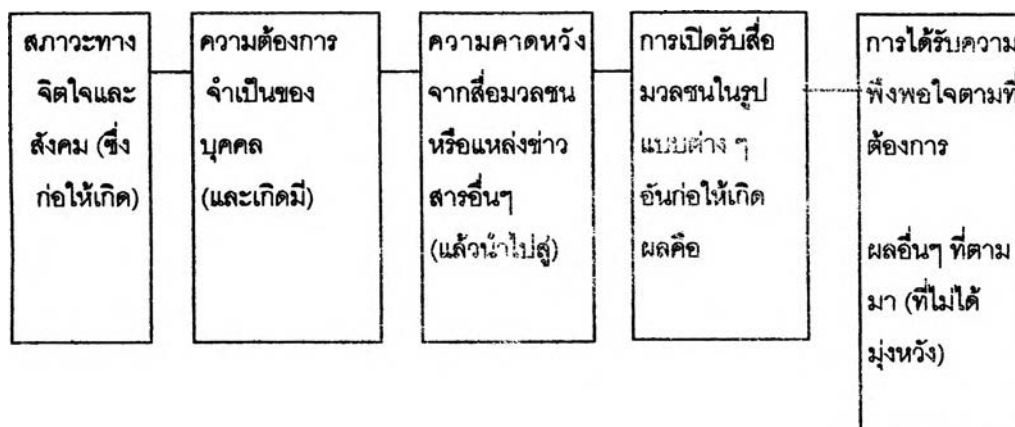 สภาวะทาง
จิตใจและ
สังคม (ซึ่ง
ก่อให้เกิด)
ความต้องการ
จำเป็นของ
บุคคล
(และเกิดมี)
ความคาดหวัง
จากสื่อมวลชน
หรือแหล่งข่าว
สารอื่นๆ
(แล้วนำไปสู่)
การเปิดรับสื่อ
มวลชนในรูป
แบบต่าง ๆ
อันก่อให้เกิด
ผลคือ
การได้รับความ
พึงพอใจตามที่
ต้องการ
ผลอื่นๆ ที่ตาม
มา (ที่ไม่ได้
มุ่งหวัง)